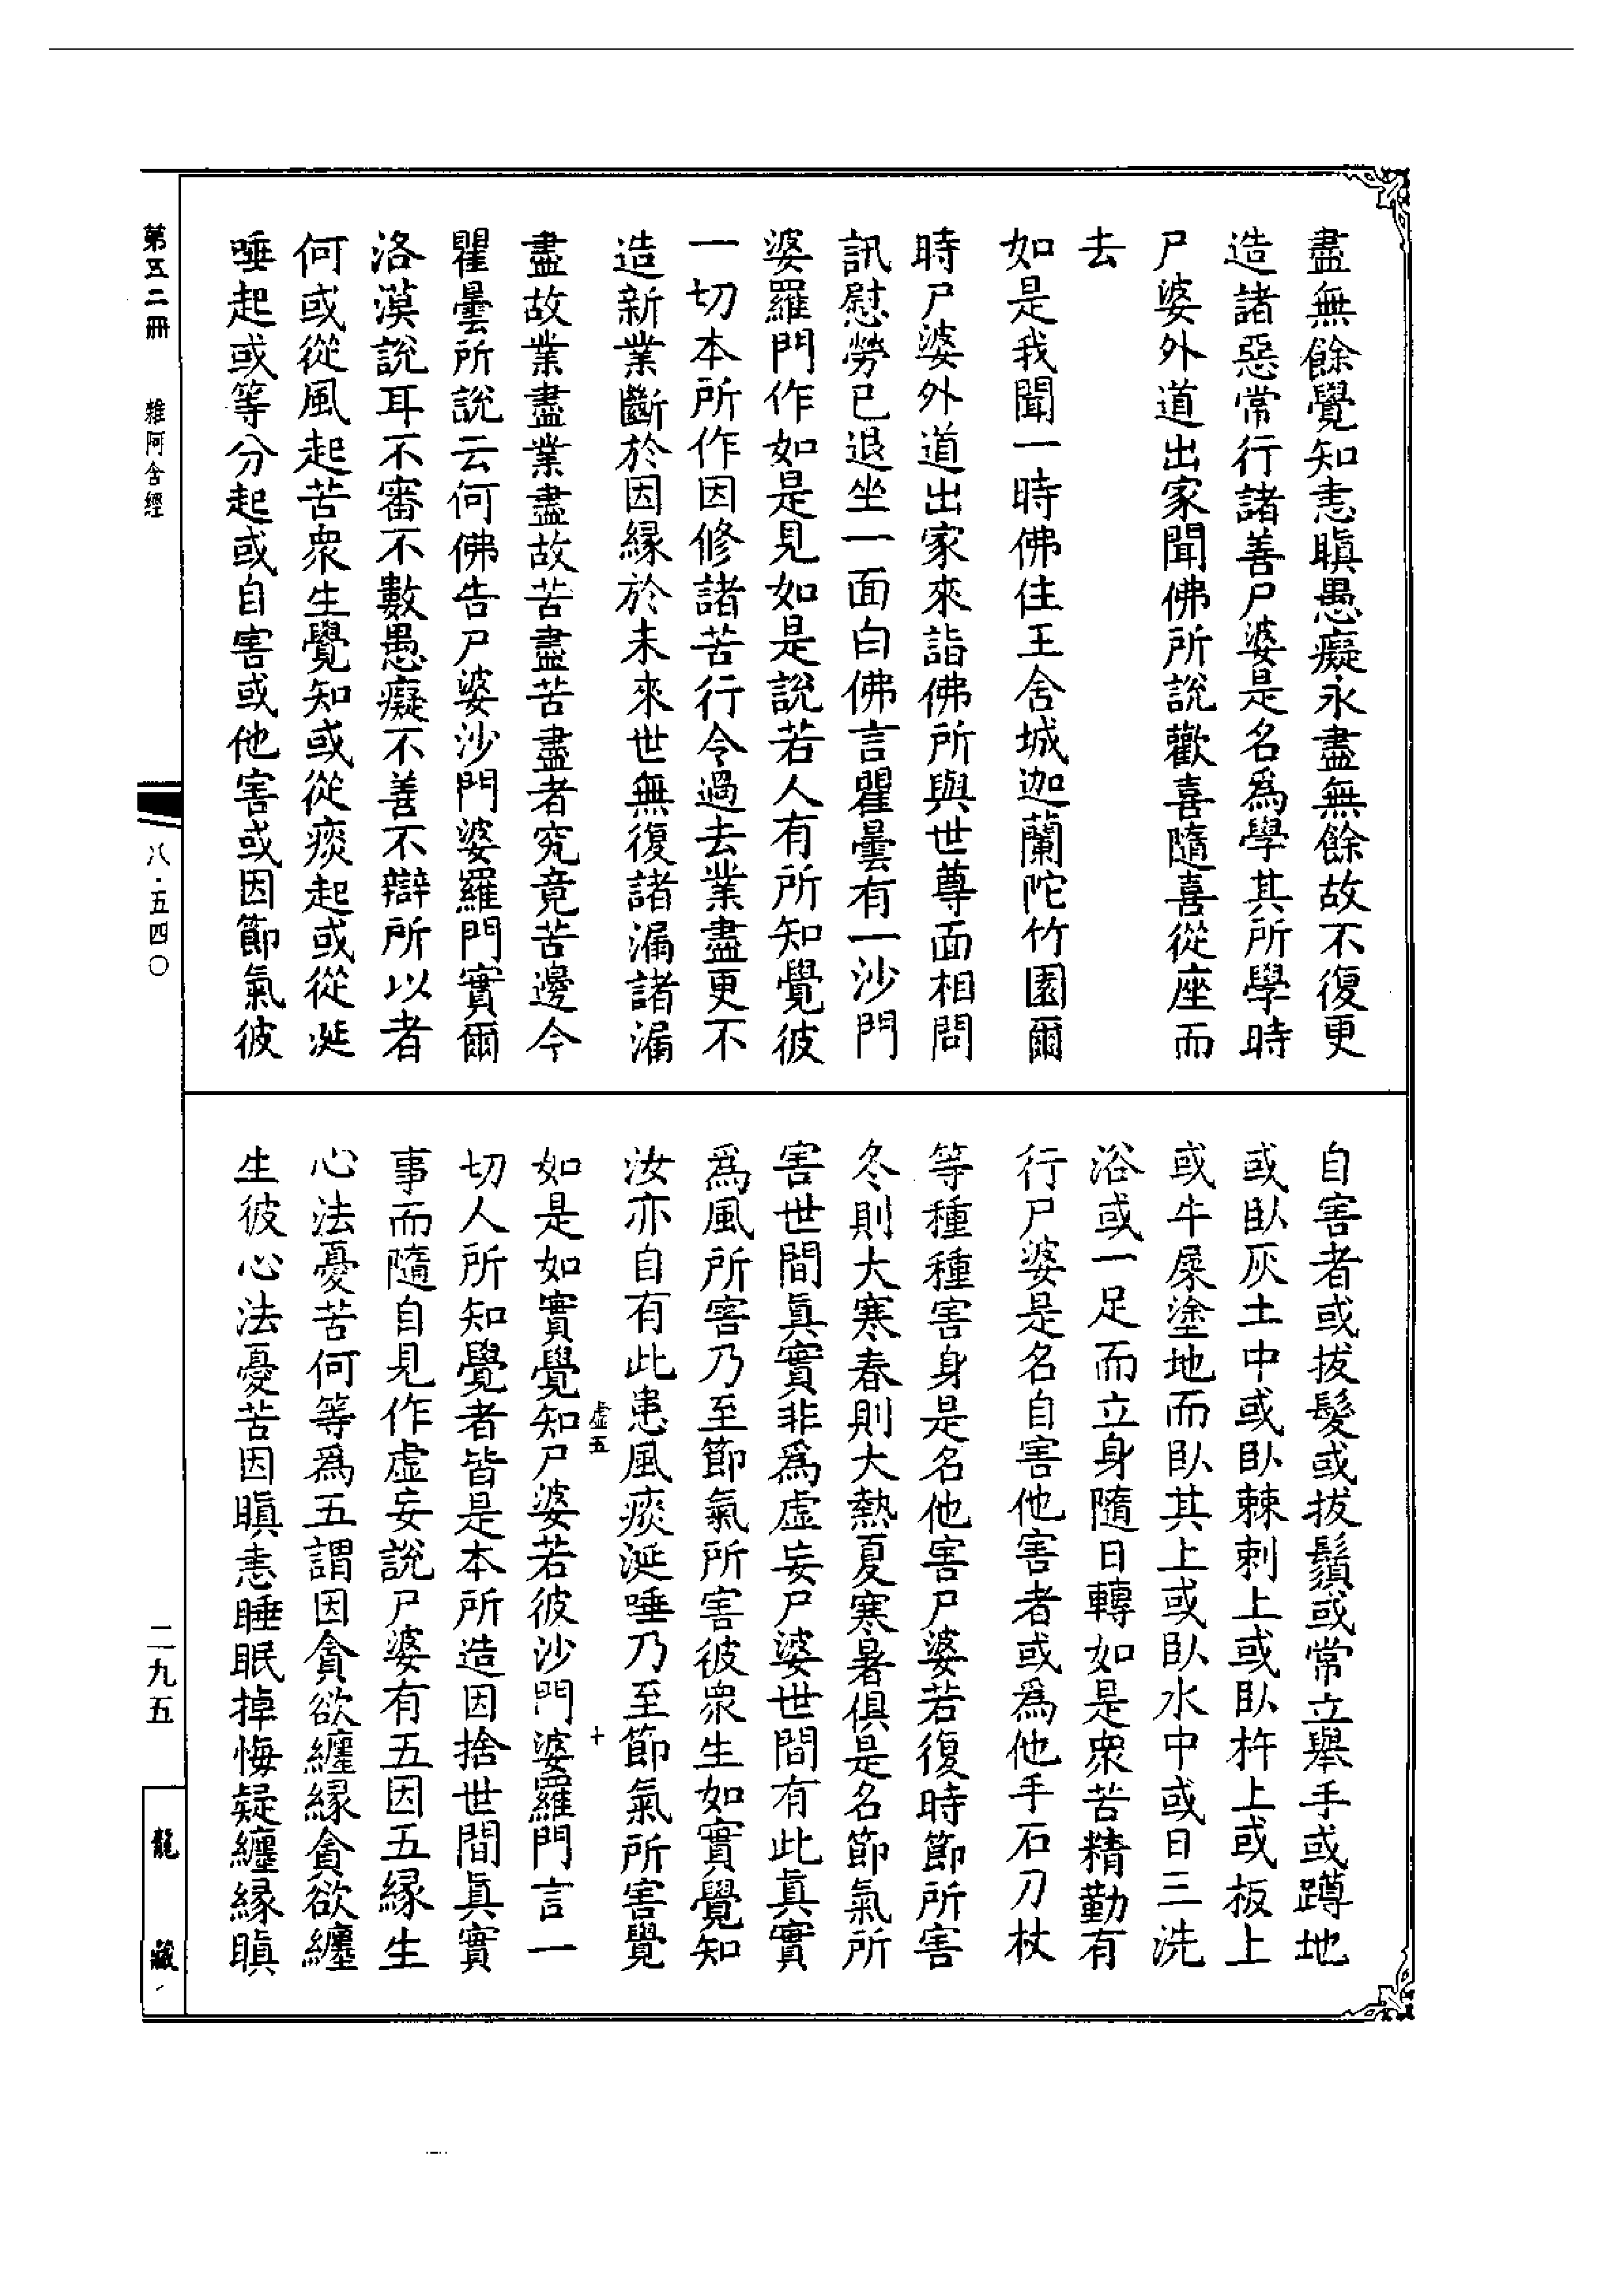 盡無餘覺知恚瞋愚癡永盡無餘故不復更
造諸惡常行諸善尸婆是名爲學其所學時
尸婆外道出家聞佛所說歡喜隨喜從座而
去
如是我聞一時佛住王舍城迦蘭陀竹園爾
時尸婆外道出家來詣佛所與世尊面相問
訊慰勞已退坐一面白佛言瞿曇有一沙門
婆羅門作如是見如是說若人有所知覺彼
一切本所作因修諸苦行令過去業盡更不
造新業斷於因緣於未來世無復諸漏諸漏
盡故業盡業盡故苦盡苦盡者究竟苦邊今
瞿曇所說云何佛告尸婆沙門婆羅門實爾
洛漠說耳不審不數愚癡不善不辯所以者
何或從風起苦衆生覺知或從痰起或從涎
唾起或等分起或自害或他害或因節氣彼
自害者或拔髮或拔鬚或常立舉手或蹲地
或臥灰土中或臥棘刺上或臥杵上或板上
或牛屎塗地而臥其上或臥水中或日三洗
浴或一足而立身隨日轉如是衆苦精勤有
行尸婆是名自害他害者或爲他手石刀杖
等種種害身是名他害尸婆若復時節所害
冬則大寒春則大熱夏寒暑俱是名節氣所
害世間眞實非爲虛妄尸婆世間有此眞實
爲風所害乃至節氣所害彼衆生如實覺知
汝亦自有此患風痰涎唾乃至節氣所害覺
虛五
十
如是如實覺知尸婆若彼沙門婆羅門言一
切人所知覺者皆是本所造因捨世間眞實
事而隨自見作虛妄說尸婆有五因五緣生
心法憂苦何等爲五謂因貪欲纏緣貪欲纏
生彼心法憂苦因瞋恚睡眠掉悔疑纏緣瞋
第五二冊
雜阿含經
八·五四〇
二九五
龍藏